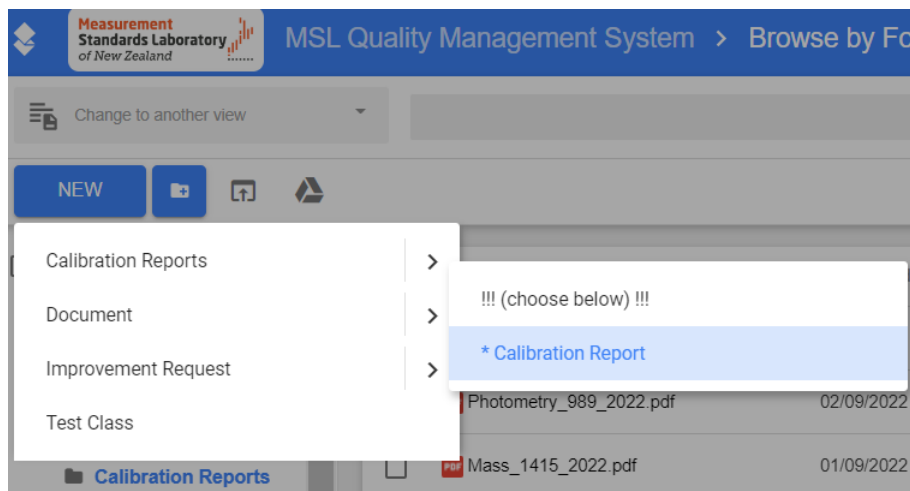 Measurement
Standards Laboratory
of New Zealand
MSL Quality Management System > Browse by Fo
Change to another view
NEW
Calibration Reports
Document
Improvement Request
Test Class
!!! (choose below) !!!
* Calibration Report
Photometry_989_2022.pdf 02/09/2022
Calibration Reports
PDF Mass_1415_2022.pdf 01/09/2022